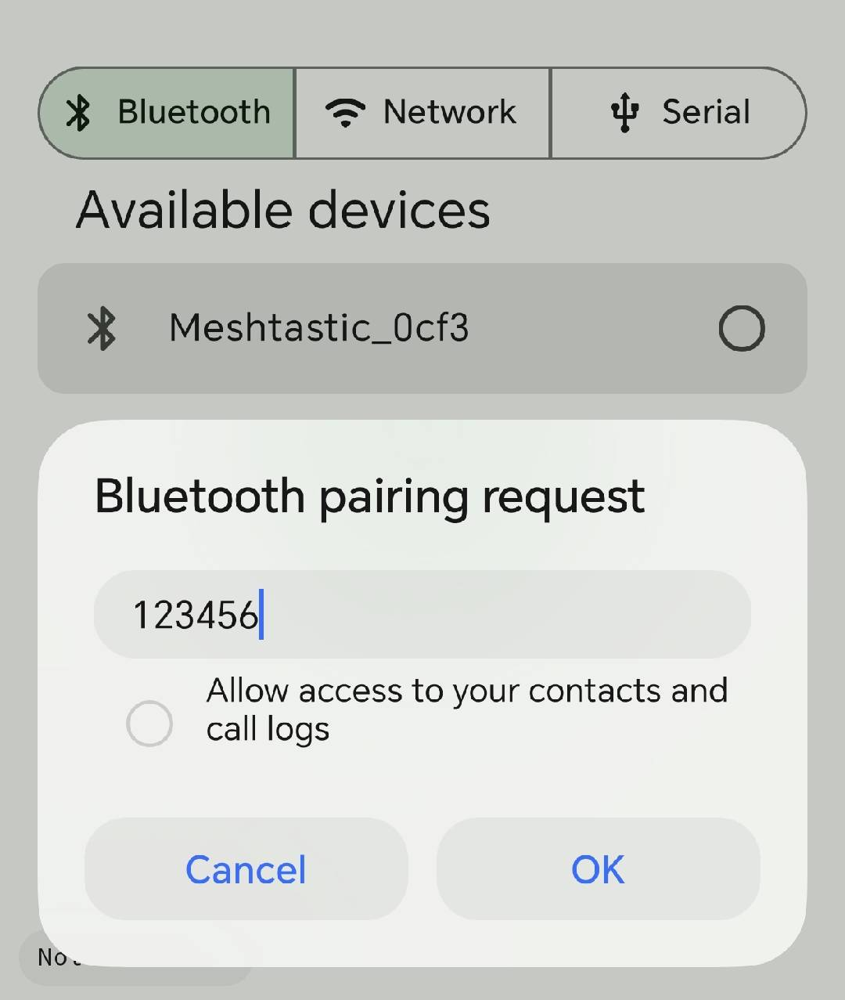 Bluetooth Network Serial
Available devices
Meshtastic_0cf3
Bluetooth pairing request
123456
Allow access to your contacts and
call logs
Cancel OK